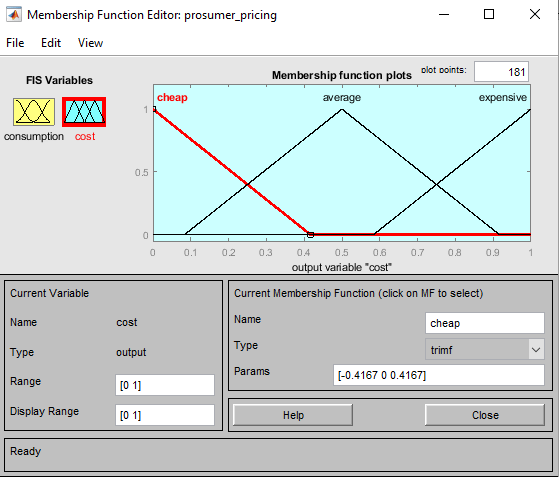 Membership Function Editor: prosumer_pricing
File Edit View
FIS Variables
consumption cost
Membership function plots plot points: 181
cheap average expensive
1
0.5
0
0 0.1 0.2 0.3 0.4 0.5 0.6 0.7 0.8 0.9 1
output variable "cost"
Current Variable
Name cost
Type output
Range [0 1]
Display Range [0 1]
Current Membership Function (click on MF to select)
Name cheap
Type trimf
Params [-0.4167 0 0.4167]
Help Close
Ready